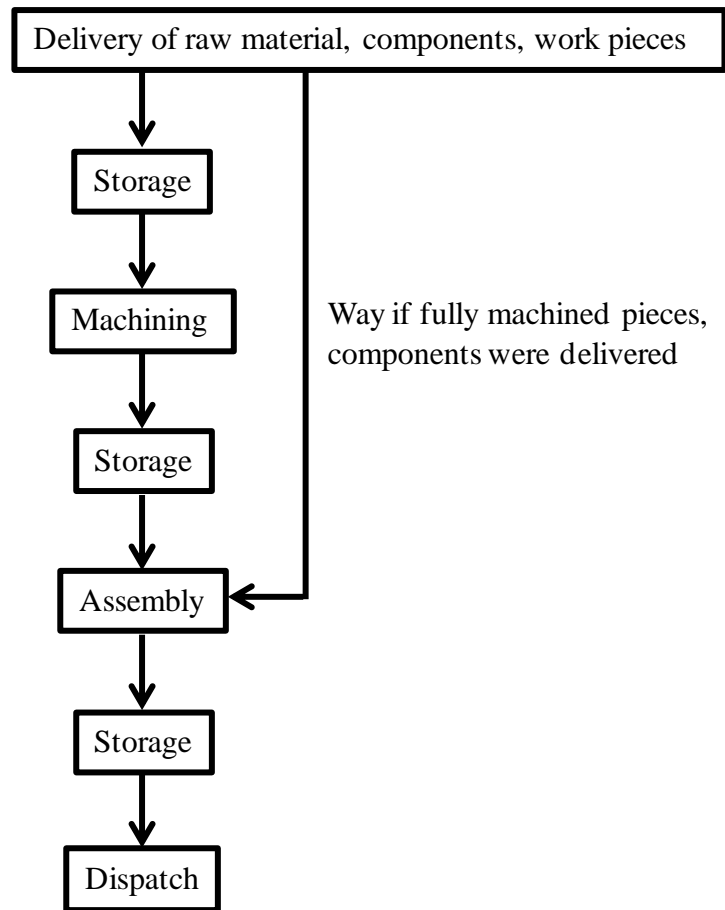 Delivery of raw material, components, work pieces
Storage
Machining
Way if fully machined pieces,
components were delivered
Storage
Assembly
Storage
Dispatch